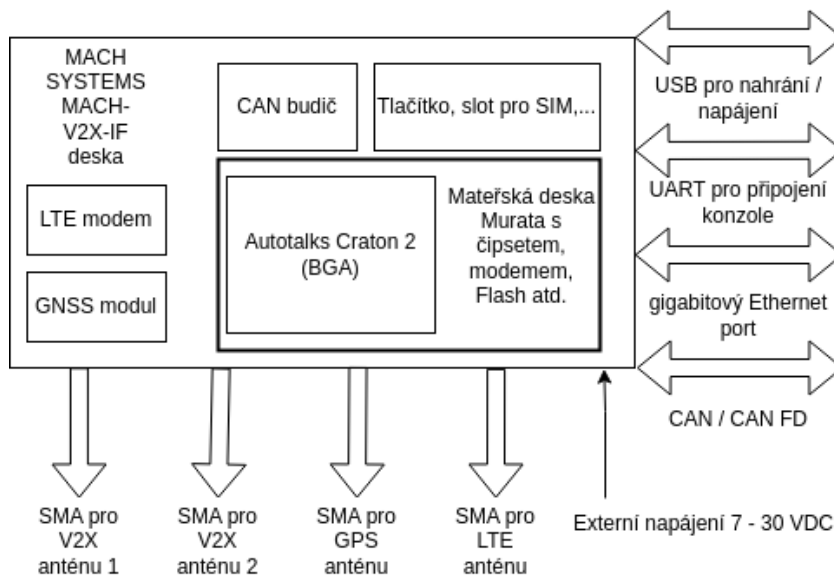 MACH
SYSTEMS
MACH-
V2X-IF
deska
CAN budič
Tlačítko, slot pro SIM,...
LTE modem
GNSS modul
Autotalks Craton 2
(BGA)
Mateřská deska
Murata s
čipsetem,
modemem,
Flash atd.
USB pro nahrání /
napájení
UART pro připojení
konzole
gigabitový Ethernet
port
CAN / CAN FD
SMA pro
V2X
anténu 1
SMA pro
V2X
anténu 2
SMA pro
GPS
anténu
SMA pro
LTE
anténu
Externí napájení 7 - 30 VDC